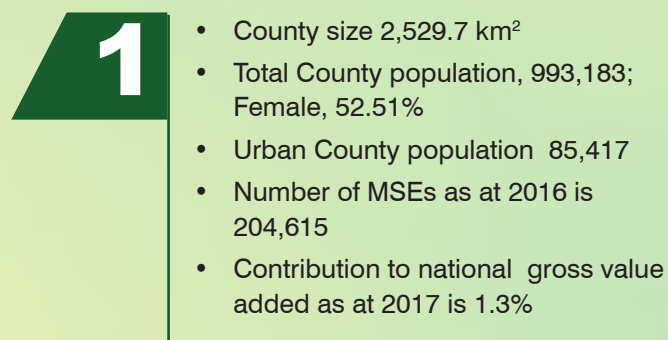 1
• County size 2,529.7 km²
• Total County population, 993,183;
Female, 52.51%
• Urban County population 85,417
• Number of MSEs as at 2016 is
204,615
• Contribution to national gross value
added as at 2017 is 1.3%